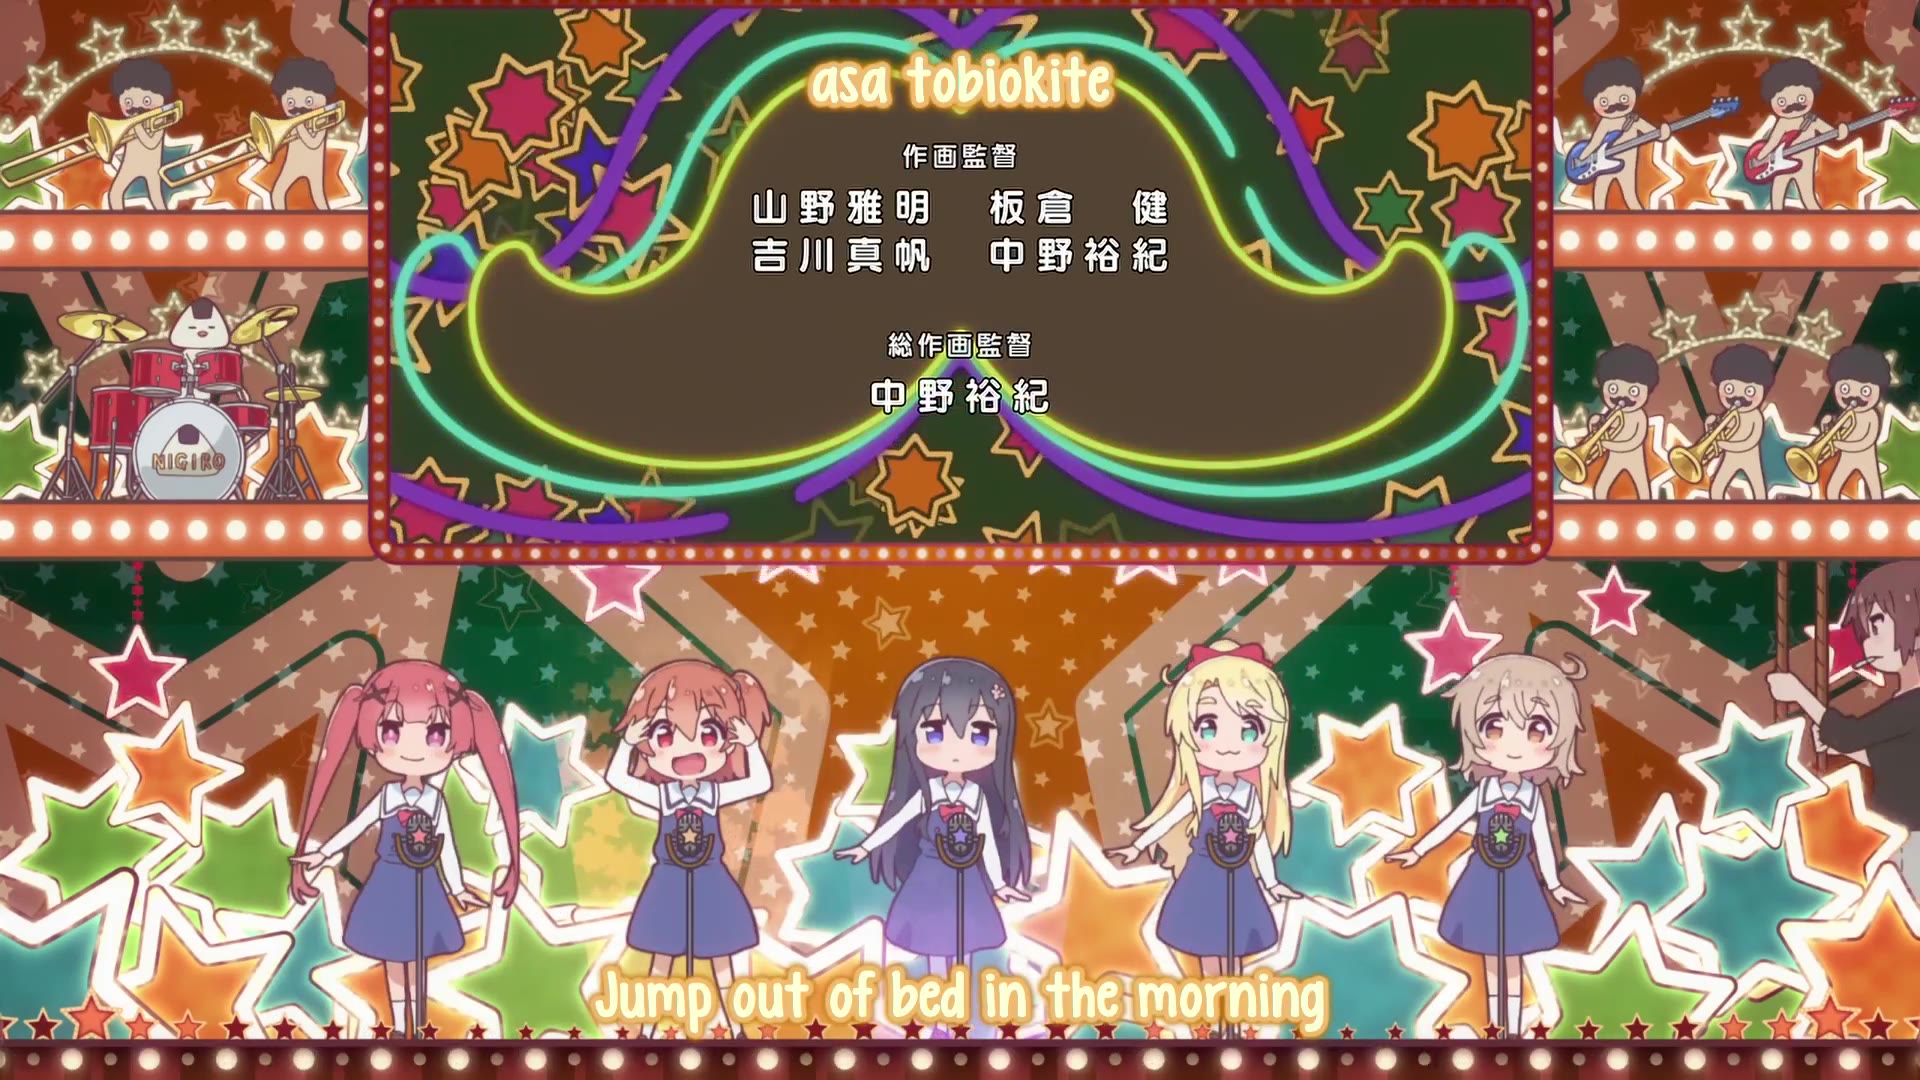 asa tobiokite
作画監督
山野雅明 板倉 健
吉川真帆 中野裕紀
総作画監督
中野裕紀
NIGIRO
Jump out of bed in the morning